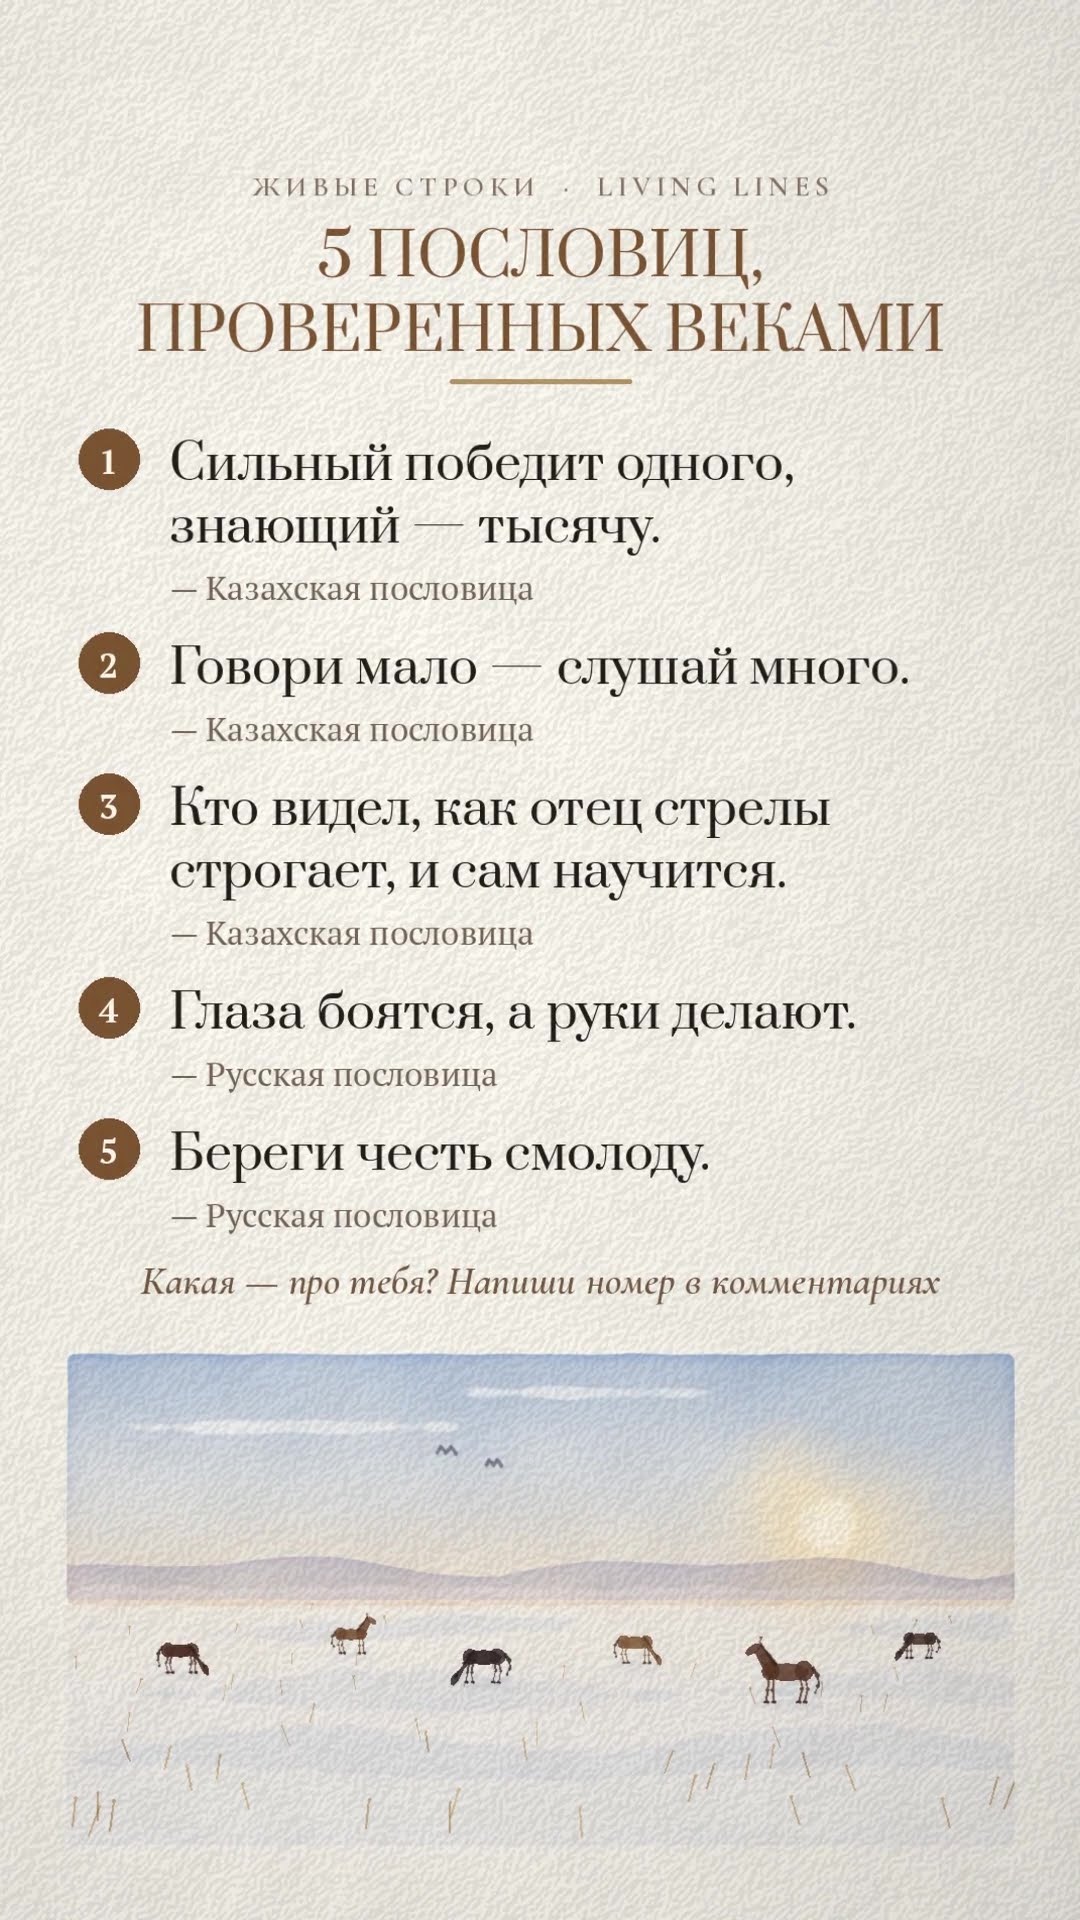 ЖИВЫЕ СТРОКИ · LIVING LINES
5 ПОСЛОВИЦ,
ПРОВЕРЕННЫХ ВЕКАМИ
1 Сильный победит одного,
знающий — тысячу.
— Казахская пословица
2 Говори мало — слушай много.
— Казахская пословица
3 Кто видел, как отец стрелы
строгает, и сам научится.
— Казахская пословица
4 Глаза боятся, а руки делают.
— Русская пословица
5 Береги честь смолоду.
— Русская пословица
Какая — про тебя? Напиши номер в комментариях